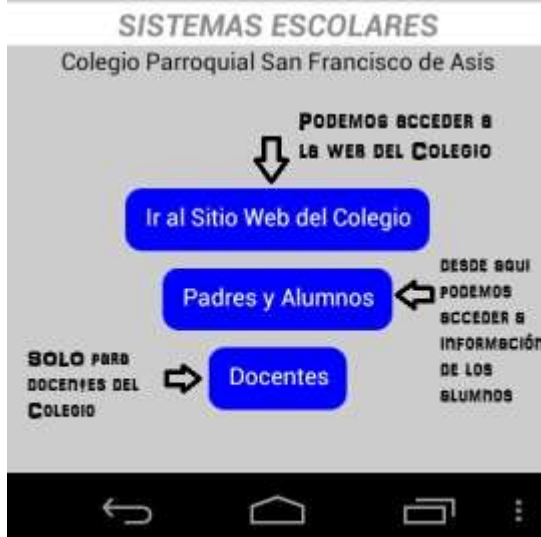 SISTEMAS ESCOLARES
Colegio Parroquial San Francisco de Asis
PODEMOS ACCEDER A
LA WEB DEL COLEGIO
Ir al Sitio Web del Colegio
Padres y Alumnos
DESDE AQUI
PODEMOS
ACCEDER A
INFORMACIÓN
DE LOS
ALUMNOS
SOLO PARA
DOCENTES DEL
COLEGIO
Docentes